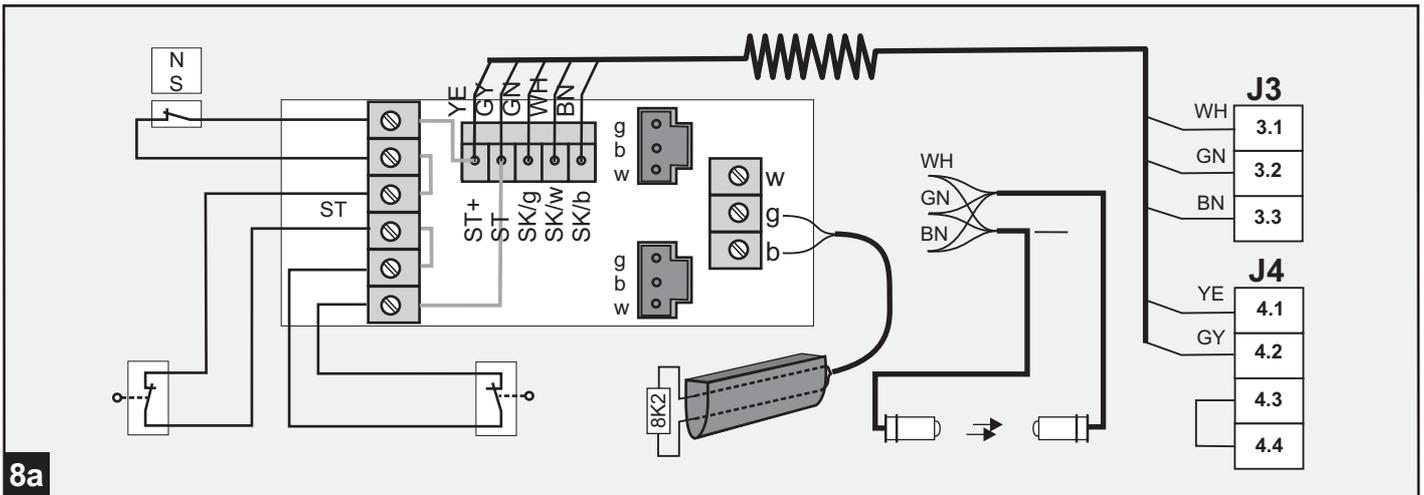 N
S
YE
GY
GN
WH
BN
ST
ST+
ST
SK/g
SK/w
SK/b
g
b
w
g
b
w
w
g
b
8K2
WH
GN
BN
J3
WH 3.1
GN 3.2
BN 3.3
J4
YE 4.1
GY 4.2
4.3
4.4
8a